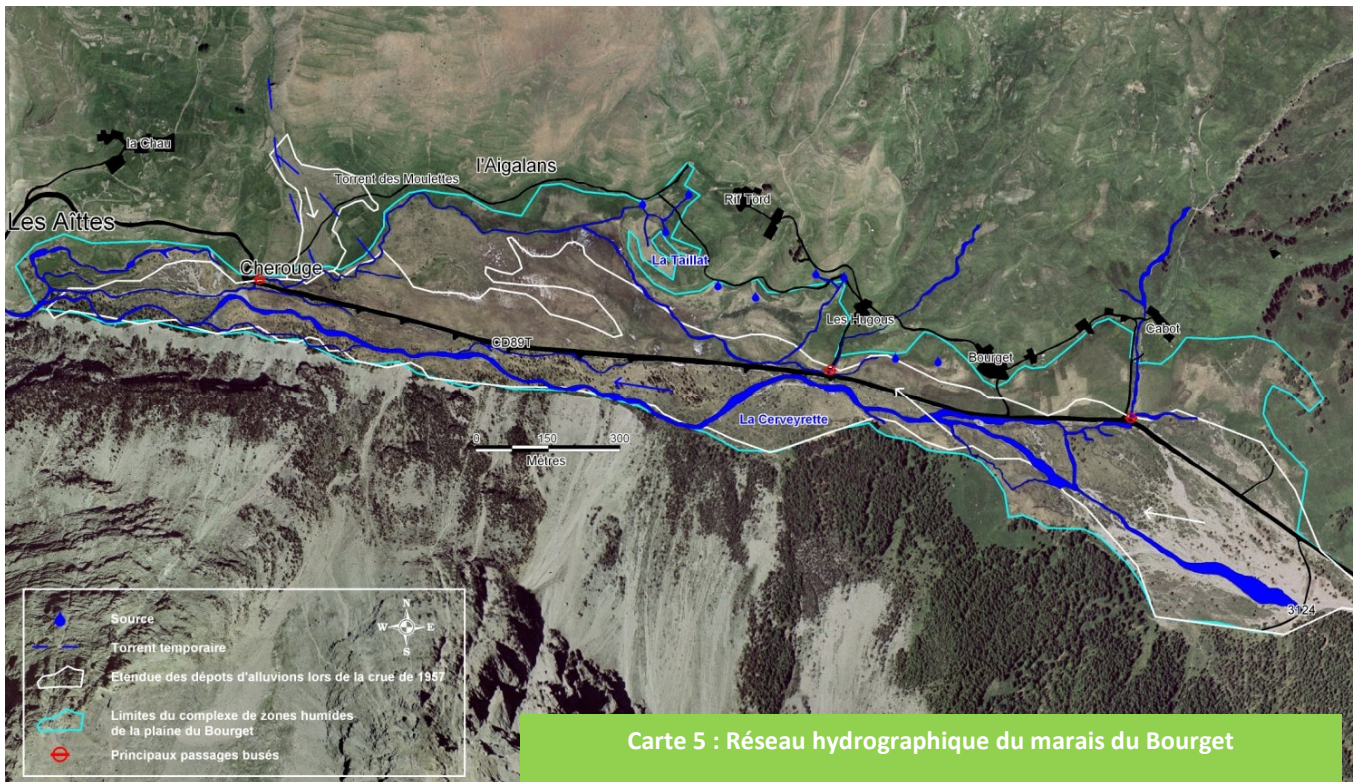 la Chau
l'Aigalans
Torrent des Moulettes
Rif Tord
Les Aîttes
La Taillat
Cherouge
Les Hugous
Cabot
CD89T
Bourget
La Cerveyrette
0 150 300
Mètres
3124
Source
Torrent temporaire
Etendue des dépots d'alluvions lors de la crue de 1957
Limites du complexe de zones humides
de la plaine du Bourget
Principaux passages busés
N
W E
S
Carte 5 : Réseau hydrographique du marais du Bourget